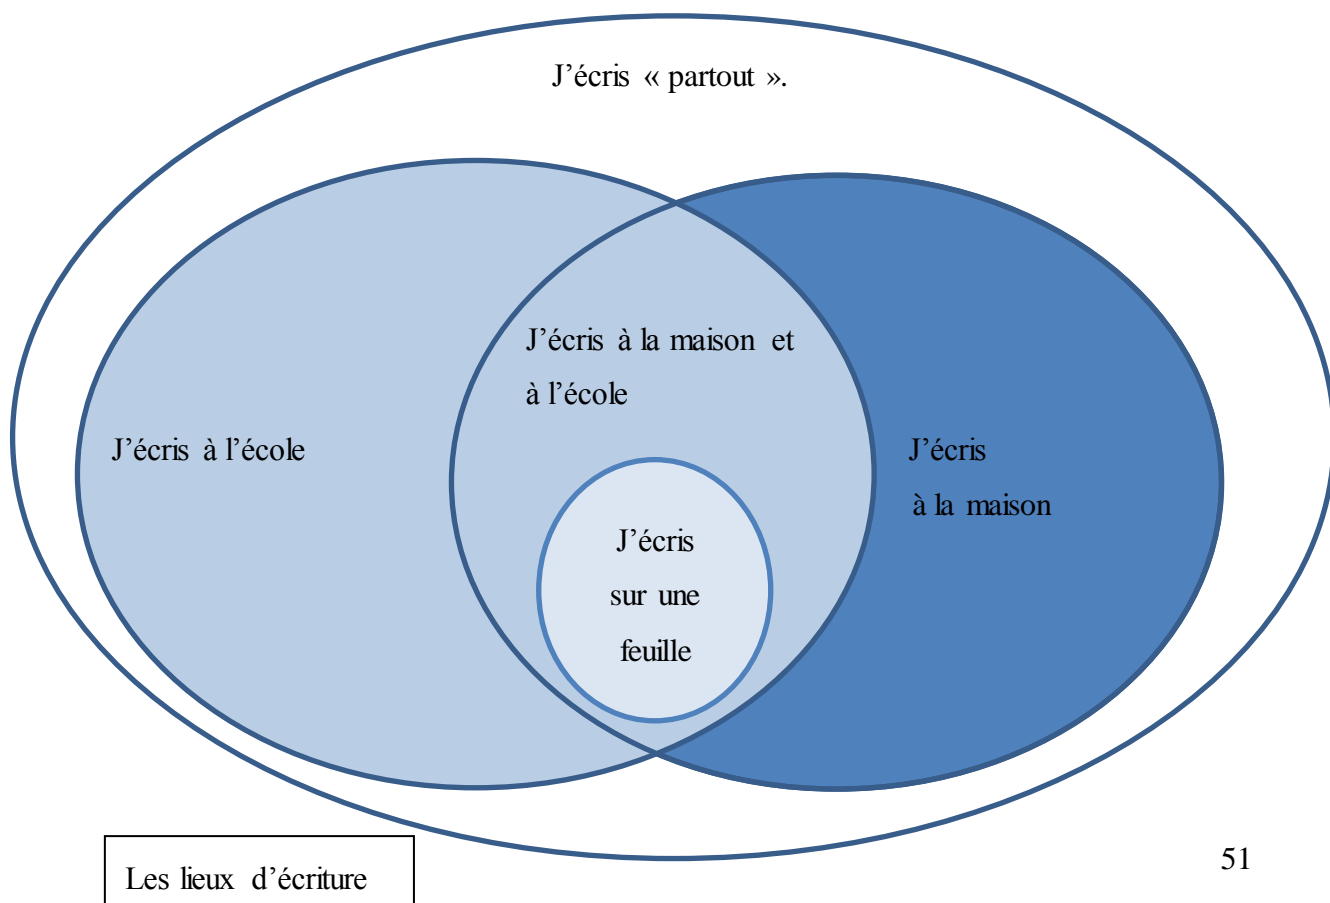 J’écris « partout ».
J’écris à la maison et
à l’école
J’écris à l’école
J’écris
à la maison
J’écris
sur une
feuille
51
Les lieux d’écriture